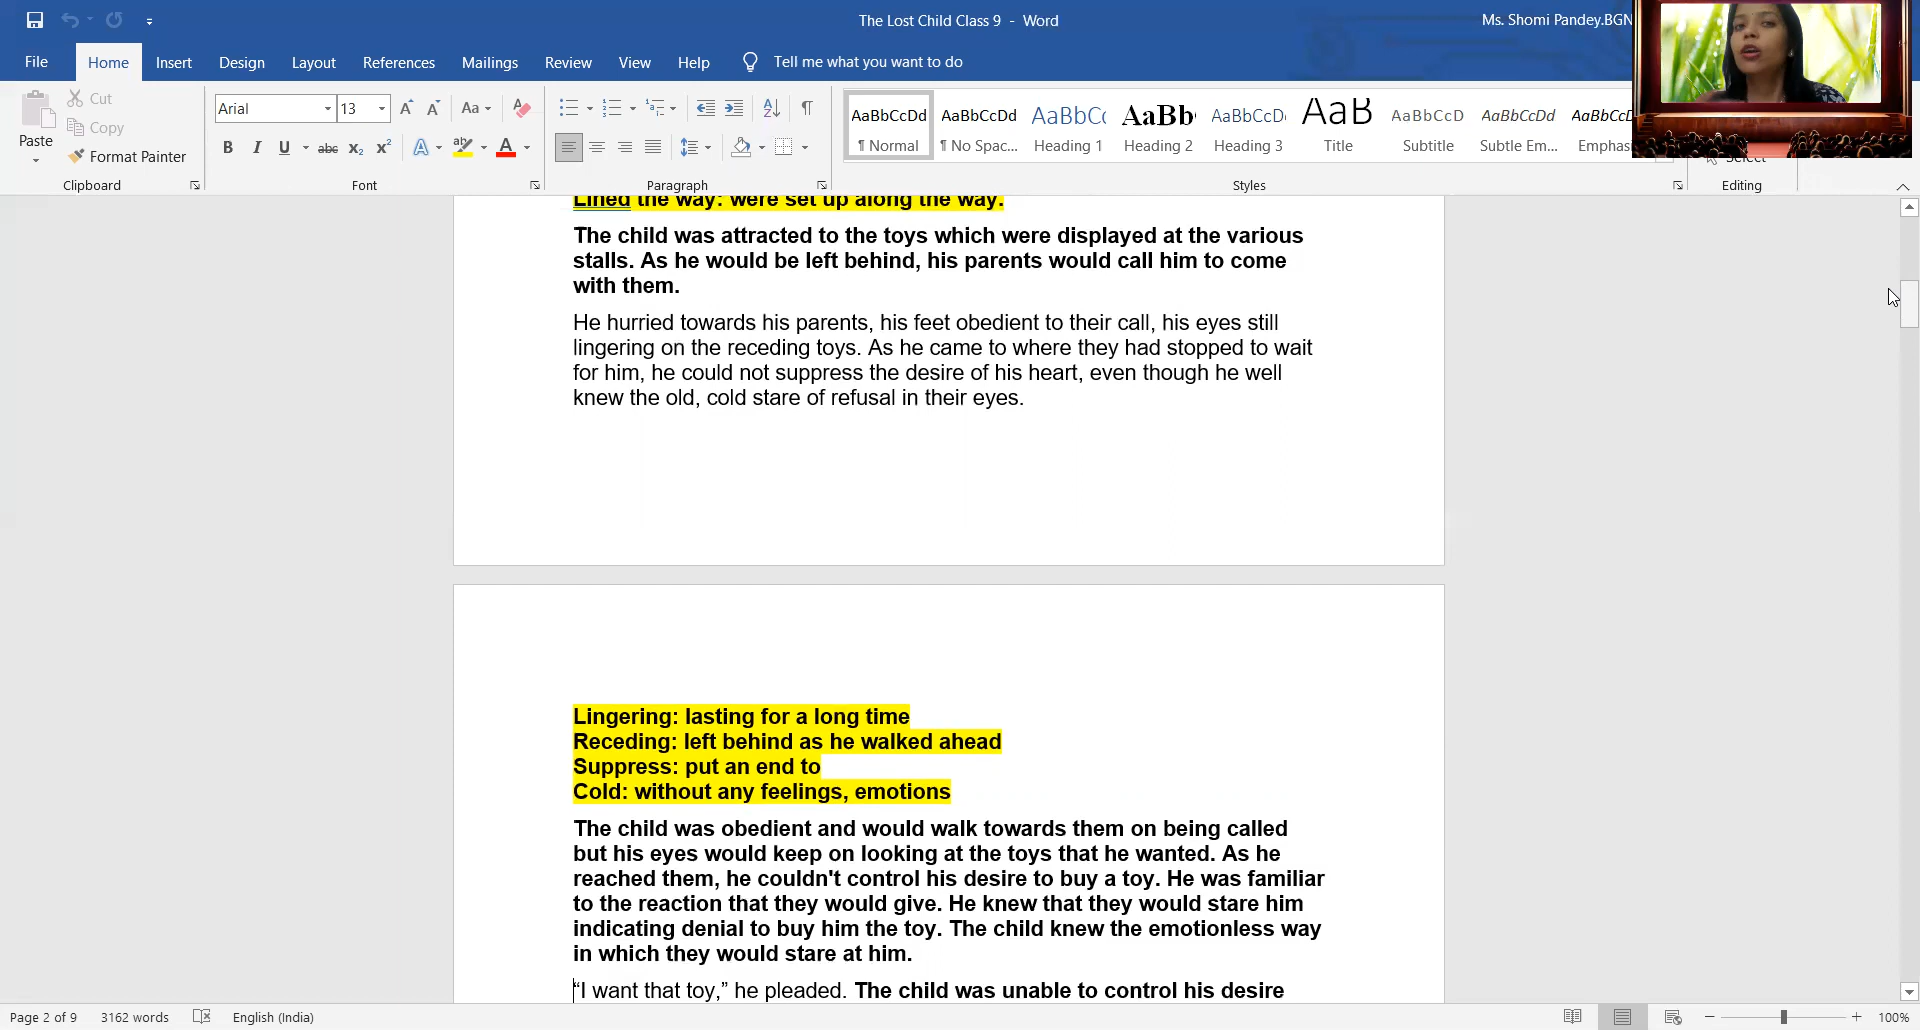 The Lost Child Class 9 - Word
Ms. Shomi Pandey.BGN
File Home Insert Design Layout References Mailings Review View Help Tell me what you want to do
Paste
Cut
Copy
Format Painter
Clipboard
Arial 13
Aa
B I U abc x₂ x² A ab A
Font
Paragraph
AaBbCcDd AaBbCcDd AaBbCc AaBb AaBbCcD AaB AaBbCcD AaBbCcDd AaBbCcD
¶ Normal ¶ No Spac... Heading 1 Heading 2 Heading 3 Title Subtitle Subtle Em... Emphas
Styles
Select
Editing
Lined the way: were set up along the way.
The child was attracted to the toys which were displayed at the various
stalls. As he would be left behind, his parents would call him to come
with them.
He hurried towards his parents, his feet obedient to their call, his eyes still
lingering on the receding toys. As he came to where they had stopped to wait
for him, he could not suppress the desire of his heart, even though he well
knew the old, cold stare of refusal in their eyes.
Lingering: lasting for a long time
Receding: left behind as he walked ahead
Suppress: put an end to
Cold: without any feelings, emotions
The child was obedient and would walk towards them on being called
but his eyes would keep on looking at the toys that he wanted. As he
reached them, he couldn't control his desire to buy a toy. He was familiar
to the reaction that they would give. He knew that they would stare him
indicating denial to buy him the toy. The child knew the emotionless way
in which they would stare at him.
“I want that toy,” he pleaded. The child was unable to control his desire
Page 2 of 9 3162 words English (India) 100%